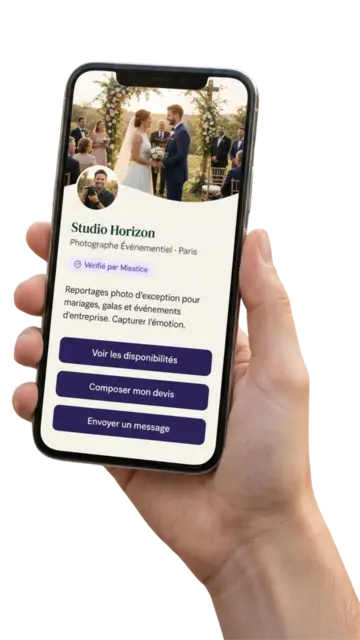 Studio Horizon
Photographe Événementiel - Paris
Vérifié par Miastice
Reportages photo d'exception pour
mariages, galas et événements
d'entreprise. Capturer l'émotion.
Voir les disponibilités
Composer mon devis
Envoyer un message